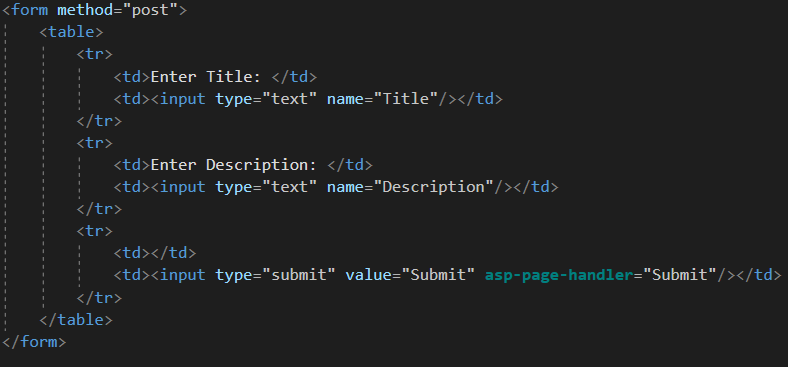 <form method="post">
<table>
<tr>
<td>Enter Title: </td>
<td><input type="text" name="Title"/></td>
</tr>
<tr>
<td>Enter Description: </td>
<td><input type="text" name="Description"/></td>
</tr>
<tr>
<td></td>
<td><input type="submit" value="Submit" asp-page-handler="Submit"/></td>
</tr>
</table>
</form>